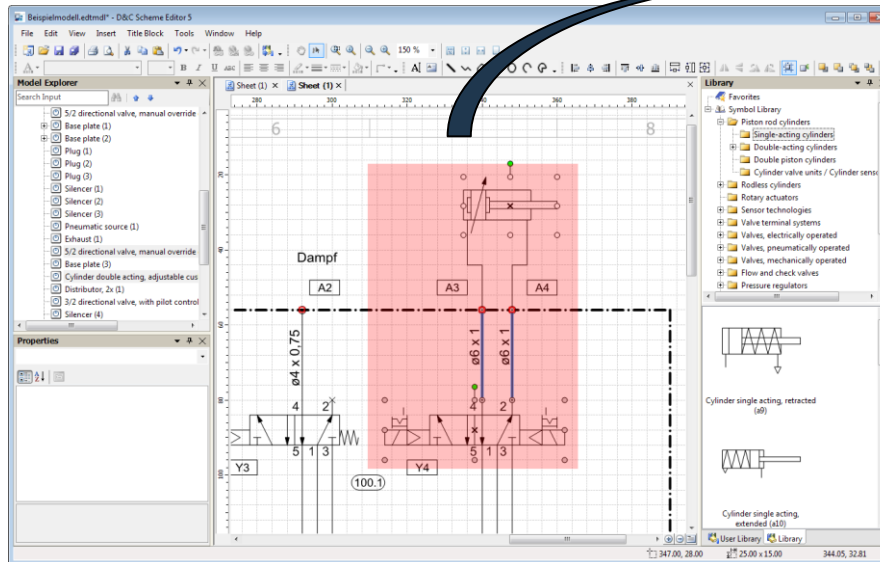 Beispielmodell.edtmdl* - D&C Scheme Editor 5
File Edit View Insert Title Block Tools Window Help
150 %
B I U ABC
Model Explorer
Search Input
5/2 directional valve, manual override
Base plate (1)
Base plate (2)
Plug (1)
Plug (2)
Plug (3)
Silencer (1)
Silencer (2)
Silencer (3)
Pneumatic source (1)
Exhaust (1)
5/2 directional valve, manual override
Base plate (3)
Cylinder double acting, adjustable cus
Distributor, 2x (1)
3/2 directional valve, with pilot control
Silencer (4)
Properties
Sheet (1) Sheet (1)
280 300 320 340 360 380
6 8
20
40
60
80
100
Dampf
A2 A3 A4
ø4 x 0,75
ø6 x 1
ø6 x 1
4 2 4 2
5 1 3 5 1 3
Y3 Y4
100.1
Library
Favorites
Symbol Library
Piston rod cylinders
Single-acting cylinders
Double-acting cylinders
Double piston cylinders
Cylinder valve units / Cylinder senso
Rodless cylinders
Rotary actuators
Sensor technologies
Valve terminal systems
Valves, electrically operated
Valves, pneumatically operated
Valves, mechanically operated
Flow and check valves
Pressure regulators
Cylinder single acting, retracted
(a9)
Cylinder single acting,
extended (a10)
User Library Library
347.00, 28.00 25.00 x 15.00 344.05, 32.81